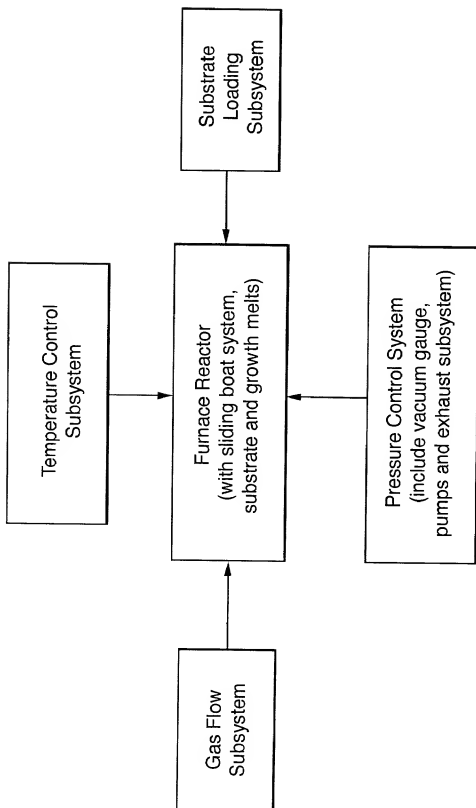 Temperature Control
Subsystem
Gas Flow
Subsystem
Furnace Reactor
(with sliding boat system,
substrate and growth melts)
Substrate
Loading
Subsystem
Pressure Control System
(include vacuum gauge,
pumps and exhaust subsystem)